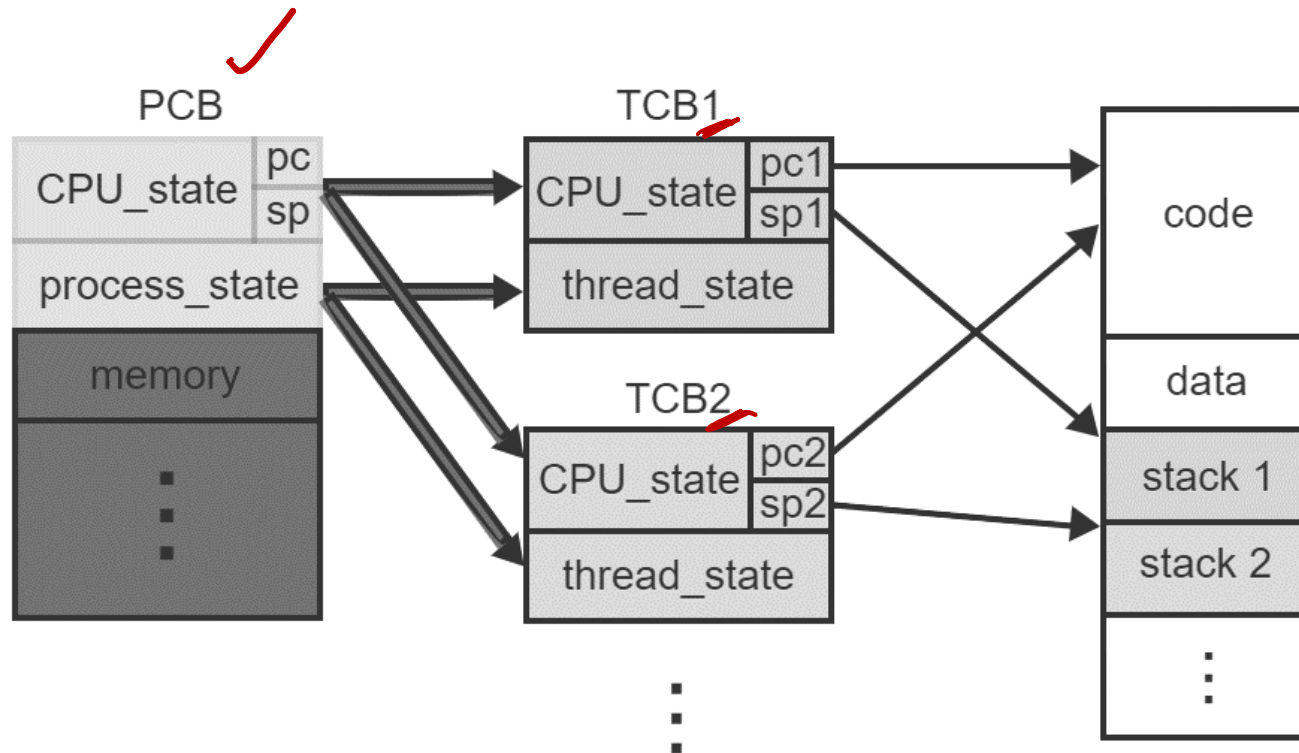 PCB
CPU_state
pc
sp
process_state
memory
TCB1
CPU_state
pc1
sp1
thread_state
TCB2
CPU_state
pc2
sp2
thread_state
code
data
stack 1
stack 2